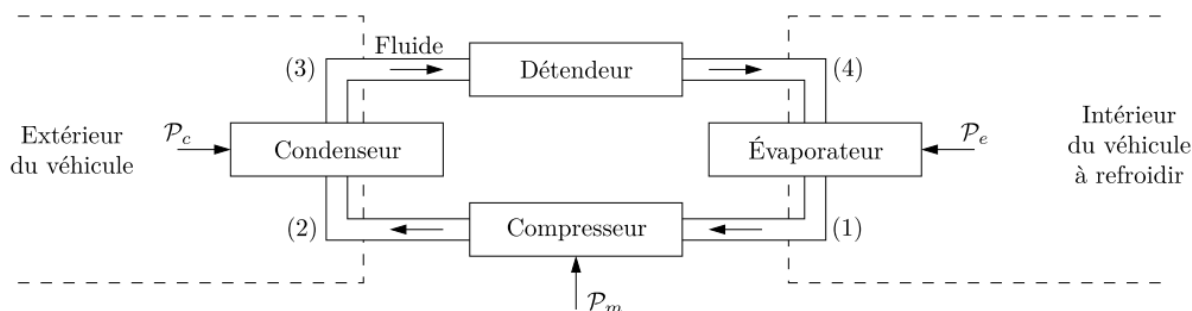 Fluide
(3)
Détendeur
(4)
Extérieur
du véhicule
𝒫c
Condenseur
Évaporateur
𝒫e
Intérieur
du véhicule
à refroidir
(2)
Compresseur
(1)
𝒫m